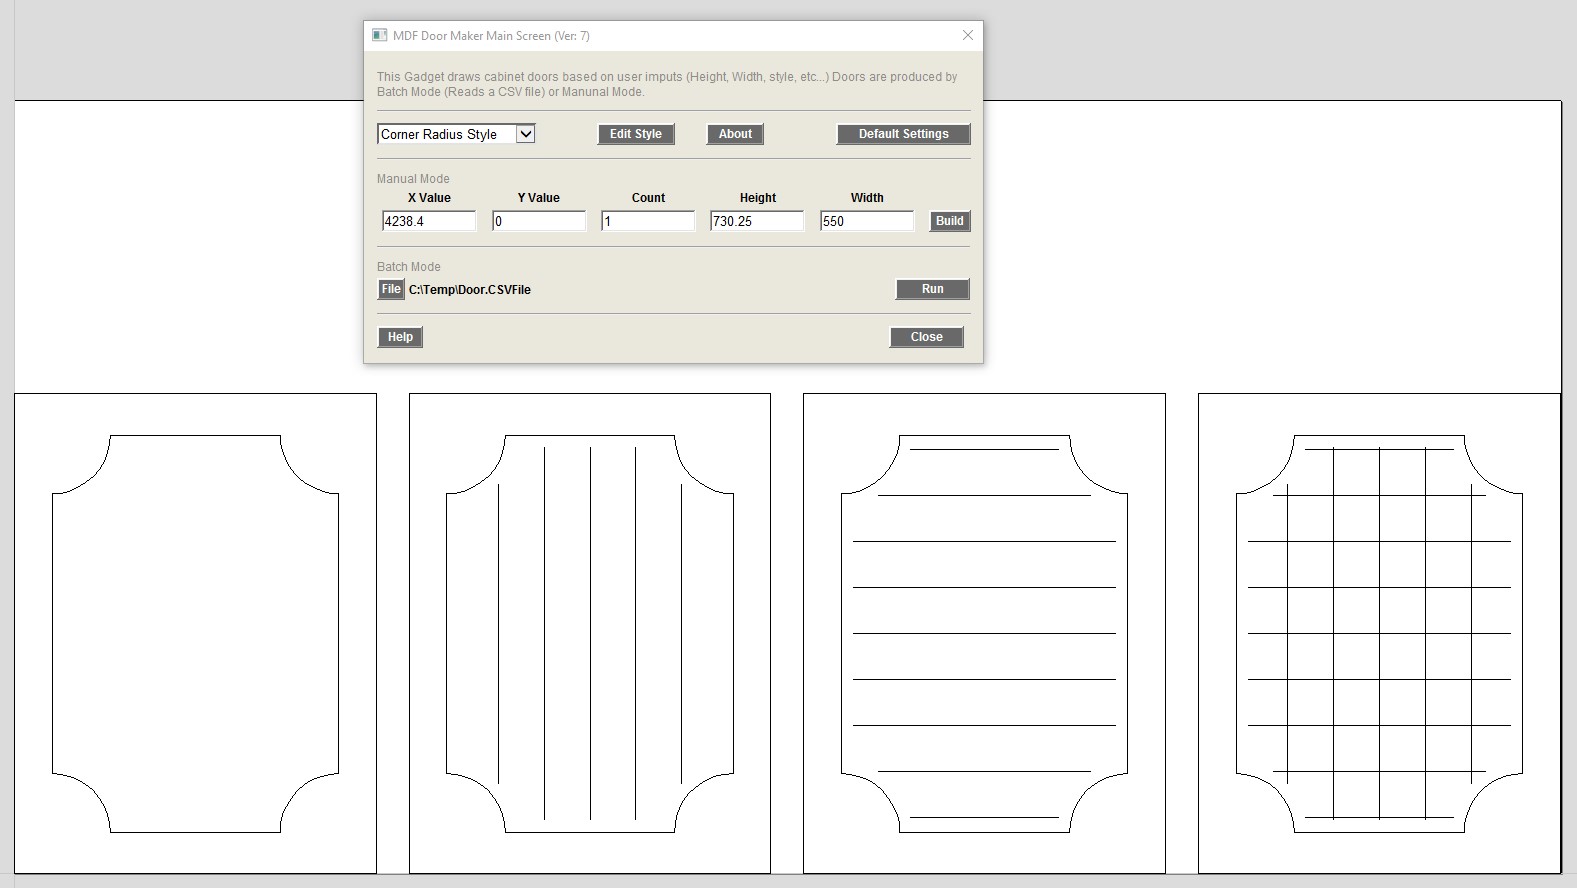 MDF Door Maker Main Screen (Ver: 7)
This Gadget draws cabinet doors based on user imputs (Height, Width, style, etc...) Doors are produced by
Batch Mode (Reads a CSV file) or Manunal Mode.
Corner Radius Style Edit Style About Default Settings
Manual Mode
X Value Y Value Count Height Width
4238.4 0 1 730.25 550 Build
Batch Mode
File C:\Temp\Door.CSVFile Run
Help Close